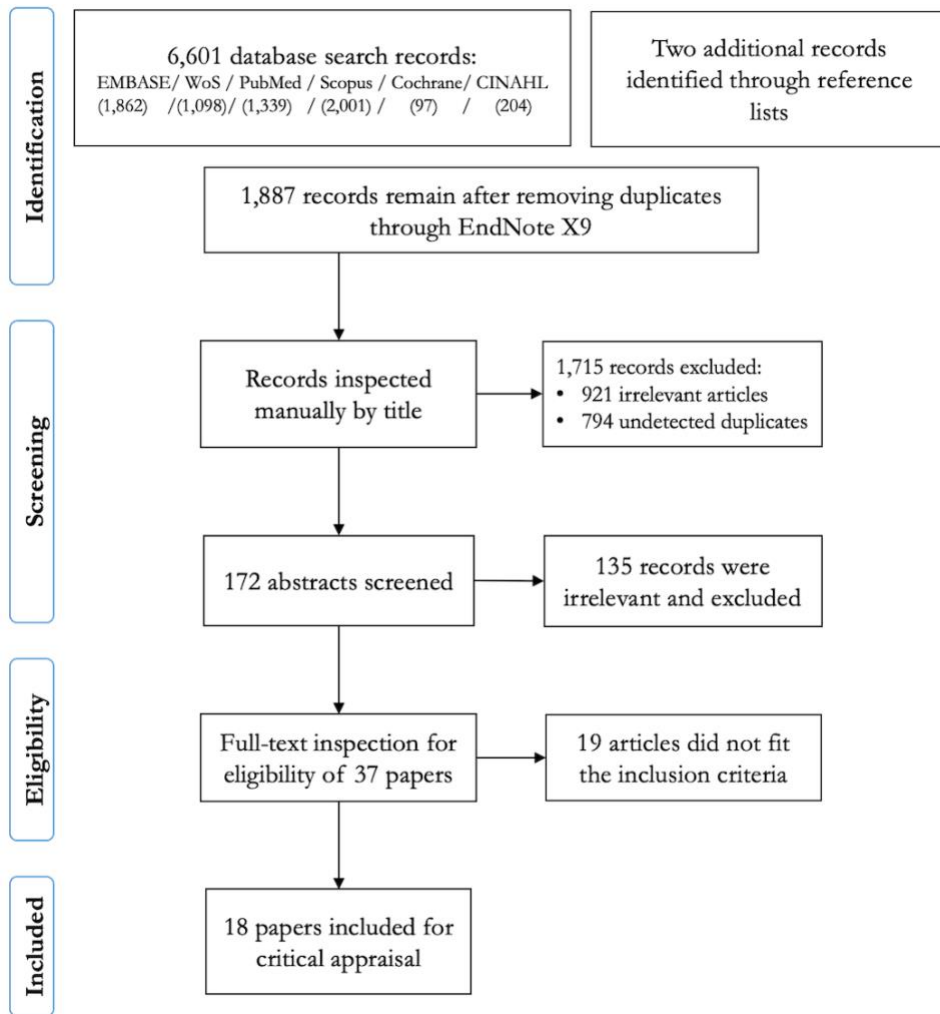 Identification
6,601 database search records:
EMBASE/ WoS / PubMed / Scopus / Cochrane/ CINAHL
(1,862) /(1,098)/ (1,339) / (2,001) / (97) / (204)
Two additional records
identified through reference
lists
1,887 records remain after removing duplicates
through EndNote X9
Screening
Records inspected
manually by title
1,715 records excluded:
• 921 irrelevant articles
• 794 undetected duplicates
172 abstracts screened
135 records were
irrelevant and excluded
Eligibility
Full-text inspection for
eligibility of 37 papers
19 articles did not fit
the inclusion criteria
Included
18 papers included for
critical appraisal